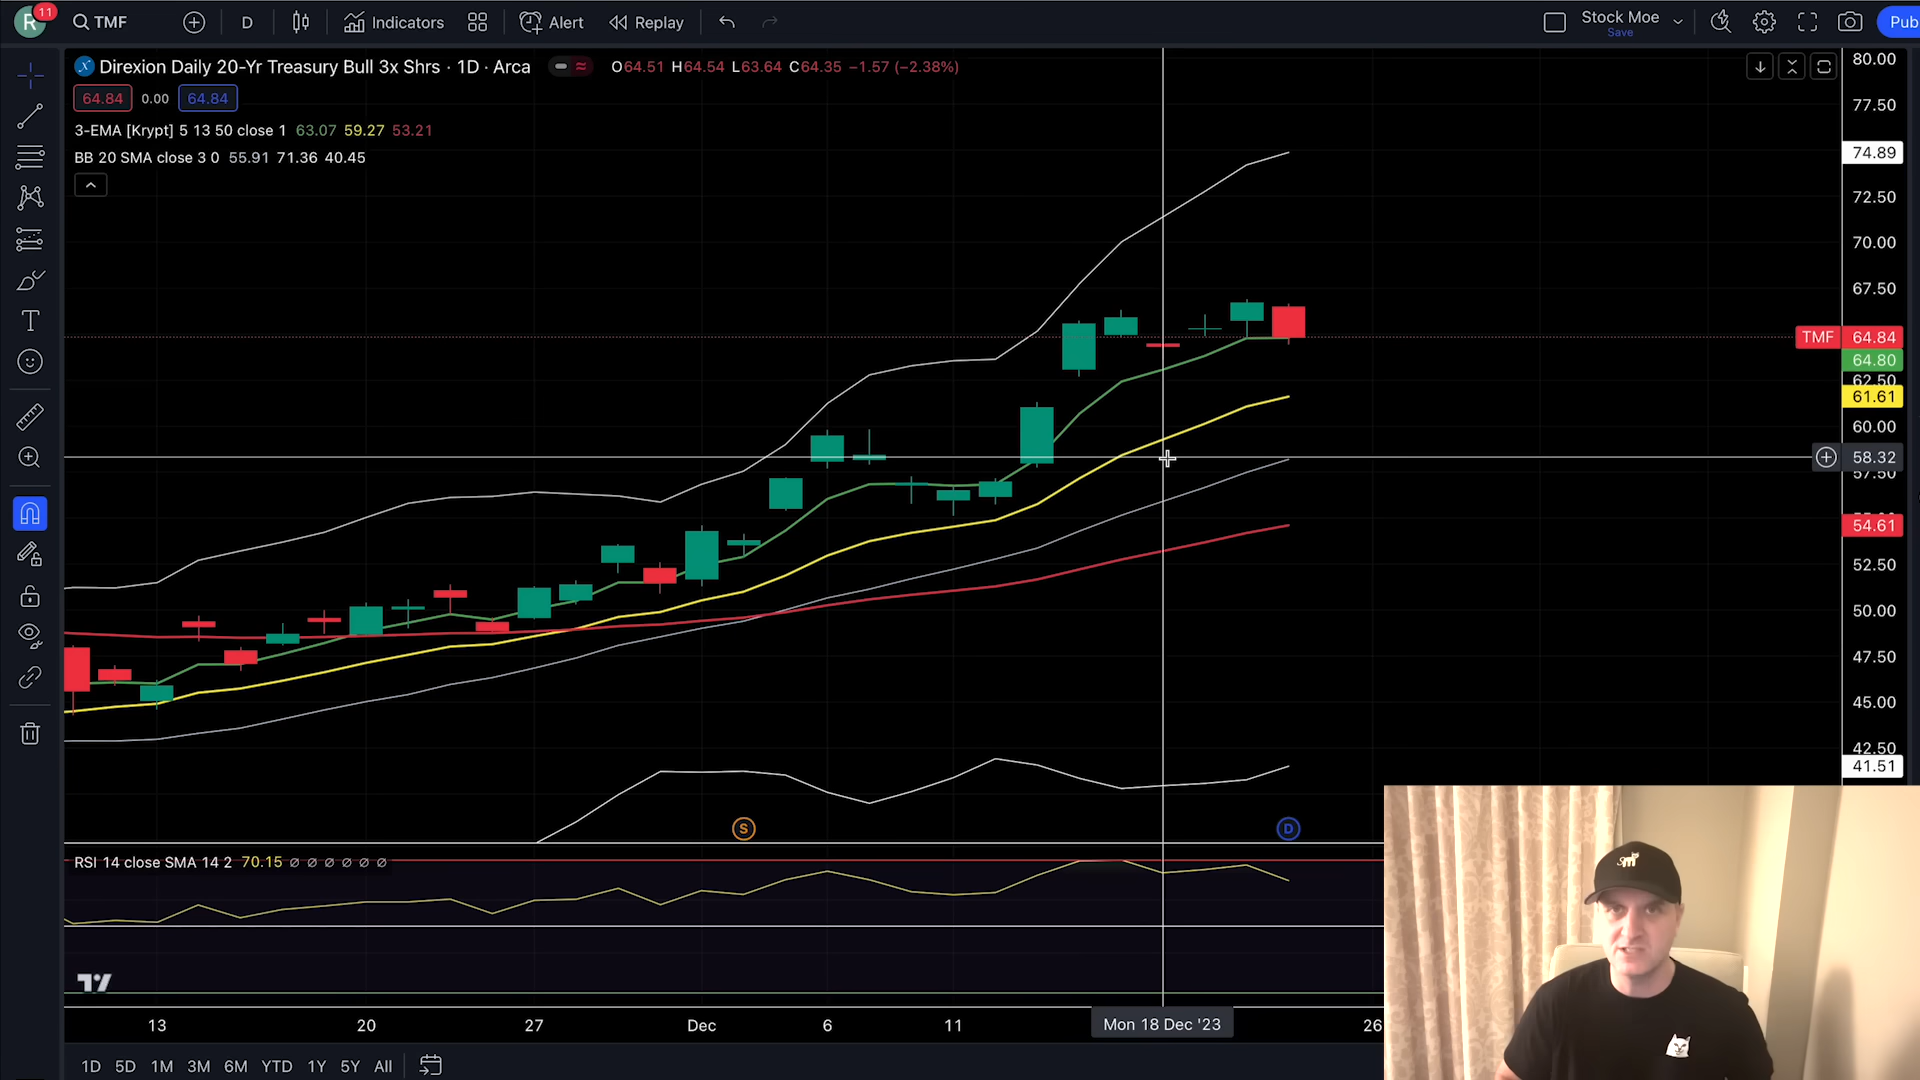 R 11 TMF D Indicators Alert Replay Stock Moe Save Pub
Direxion Daily 20-Yr Treasury Bull 3x Shrs · 1D · Arca O64.51 H64.54 L63.64 C64.35 −1.57 (−2.38%)
64.84 0.00 64.84
3-EMA [Krypt] 5 13 50 close 1 63.07 59.27 53.21
BB 20 SMA close 3 0 55.91 71.36 40.45
80.00
77.50
74.89
72.50
70.00
67.50
TMF 64.84
64.80
62.50
61.61
60.00
58.32
57.50
54.61
52.50
50.00
47.50
45.00
42.50
41.51
S D
RSI 14 close SMA 14 2 70.15 ∅ ∅ ∅ ∅ ∅ ∅
13 20 27 Dec 6 11 Mon 18 Dec '23 26
1D 5D 1M 3M 6M YTD 1Y 5Y All